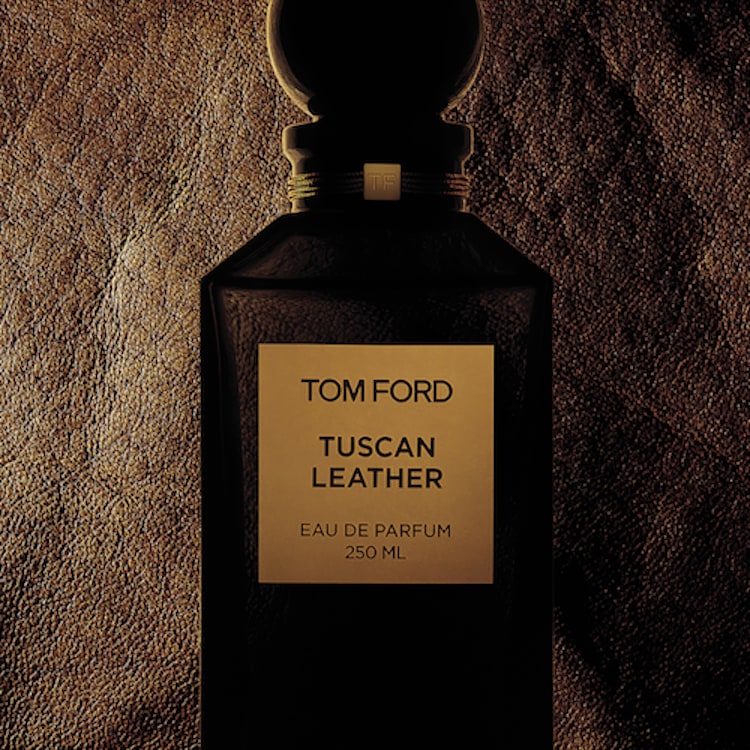 TF
TOM FORD
TUSCAN
LEATHER
EAU DE PARFUM
250 ML